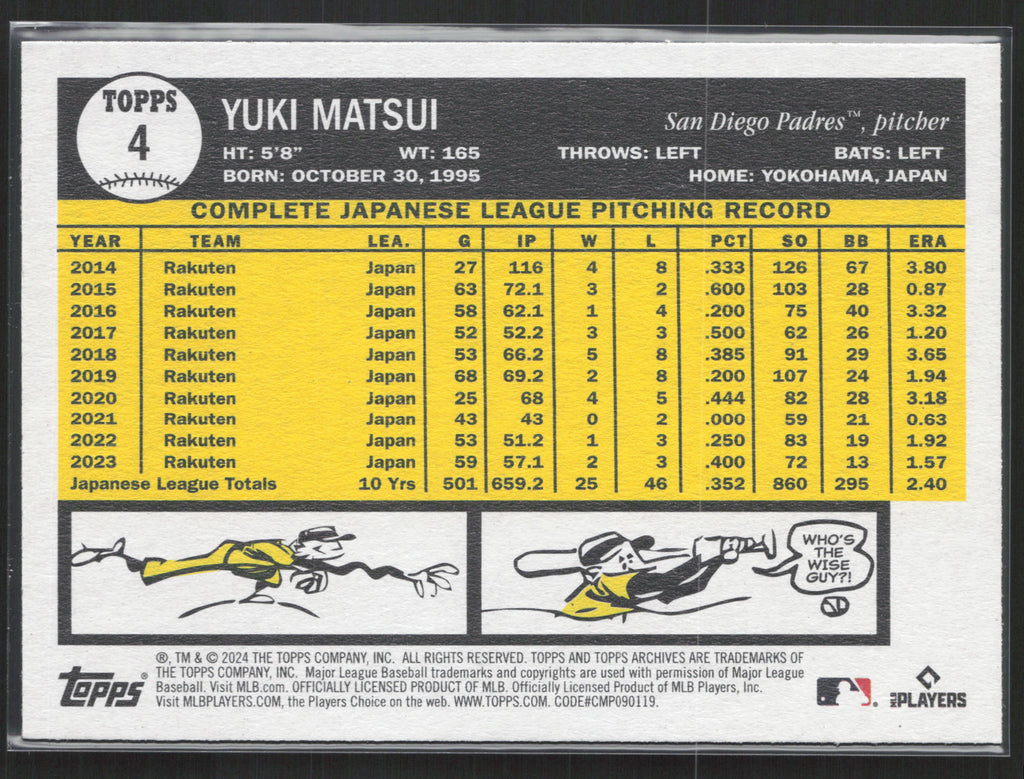 TOPPS
4
YUKI MATSUI
San Diego Padres™, pitcher
HT: 5'8" WT: 165 THROWS: LEFT BATS: LEFT
BORN: OCTOBER 30, 1995 HOME: YOKOHAMA, JAPAN
COMPLETE JAPANESE LEAGUE PITCHING RECORD
YEAR TEAM LEA. G IP W L PCT SO BB ERA
2014 Rakuten Japan 27 116 4 8 .333 126 67 3.80
2015 Rakuten Japan 63 72.1 3 2 .600 103 28 0.87
2016 Rakuten Japan 58 62.1 1 4 .200 75 40 3.32
2017 Rakuten Japan 52 52.2 3 3 .500 62 26 1.20
2018 Rakuten Japan 53 66.2 5 8 .385 91 29 3.65
2019 Rakuten Japan 68 69.2 2 8 .200 107 24 1.94
2020 Rakuten Japan 25 68 4 5 .444 82 28 3.18
2021 Rakuten Japan 43 43 0 2 .000 59 21 0.63
2022 Rakuten Japan 53 51.2 1 3 .250 83 19 1.92
2023 Rakuten Japan 59 57.1 2 3 .400 72 13 1.57
Japanese League Totals 10 Yrs 501 659.2 25 46 .352 860 295 2.40
WHO'S
THE
WISE
GUY?!
®, TM & © 2024 THE TOPPS COMPANY, INC. ALL RIGHTS RESERVED. TOPPS AND TOPPS ARCHIVES ARE TRADEMARKS OF
THE TOPPS COMPANY, INC. Major League Baseball trademarks and copyrights are used with permission of Major League
Baseball. Visit MLB.com. OFFICIALLY LICENSED PRODUCT OF MLB. Officially Licensed Product of MLB Players, Inc.
Visit MLBPLAYERS.COM, the Players Choice on the web. WWW.TOPPS.COM. CODE#CMP090119.
topps®
MLB PLAYERS